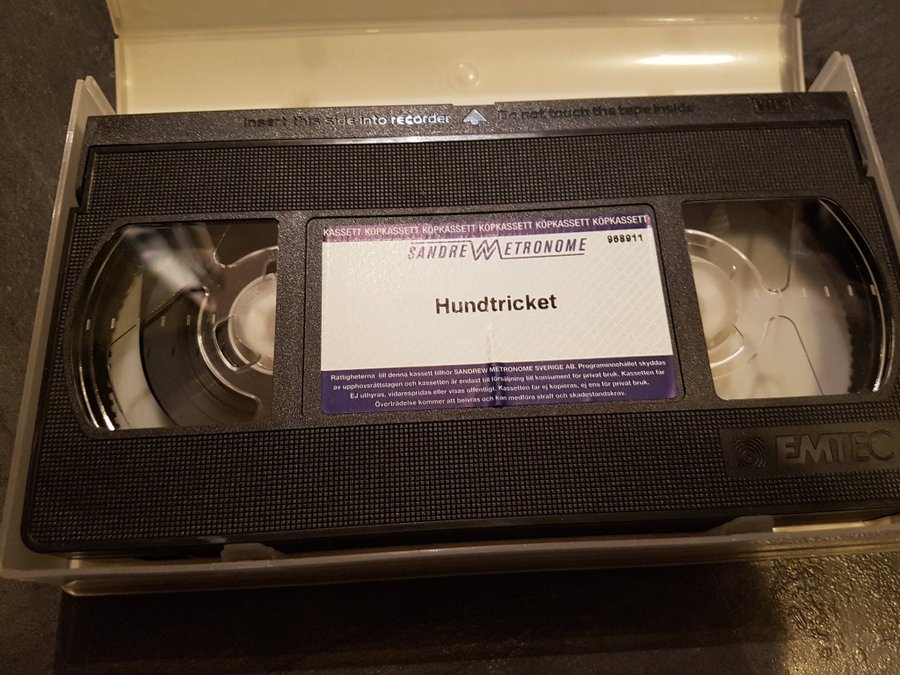 Insert this side into recorder Do not touch the tape inside
VHS
KASSETT KÖPKASSETT KÖPKASSETT KÖPKASSETT KÖPKASSETT KÖPKASSETT
SANDREW METRONOME 968911
Hundtricket
Rättigheterna till denna kassett tillhör SANDREW METRONOME SVERIGE AB. Programinnehållet skyddas
av upphovsrättslagen och kassetten är endast till försäljning till konsument för privat bruk. Kassetten får
EJ uthyras, vidarespridas eller visas offentligt. Kassetten får ej kopieras, ej ens för privat bruk.
Överträdelse kommer att beivras och kan medföra straff och skadeståndskrav.
EMTEC